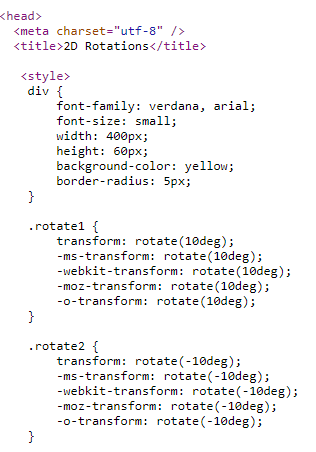 <head>
  <meta charset="utf-8" />
  <title>2D Rotations</title>

   <style>
    div {
        font-family: verdana, arial;
        font-size: small;
        width: 400px;
        height: 60px;
        background-color: yellow;
        border-radius: 5px;
    }

    .rotate1 {
        transform: rotate(10deg);
        -ms-transform: rotate(10deg);
        -webkit-transform: rotate(10deg);
        -moz-transform: rotate(10deg);
        -o-transform: rotate(10deg);
    }

    .rotate2 {
        transform: rotate(-10deg);
        -ms-transform: rotate(-10deg);
        -webkit-transform: rotate(-10deg);
        -moz-transform: rotate(-10deg);
        -o-transform: rotate(-10deg);
    }